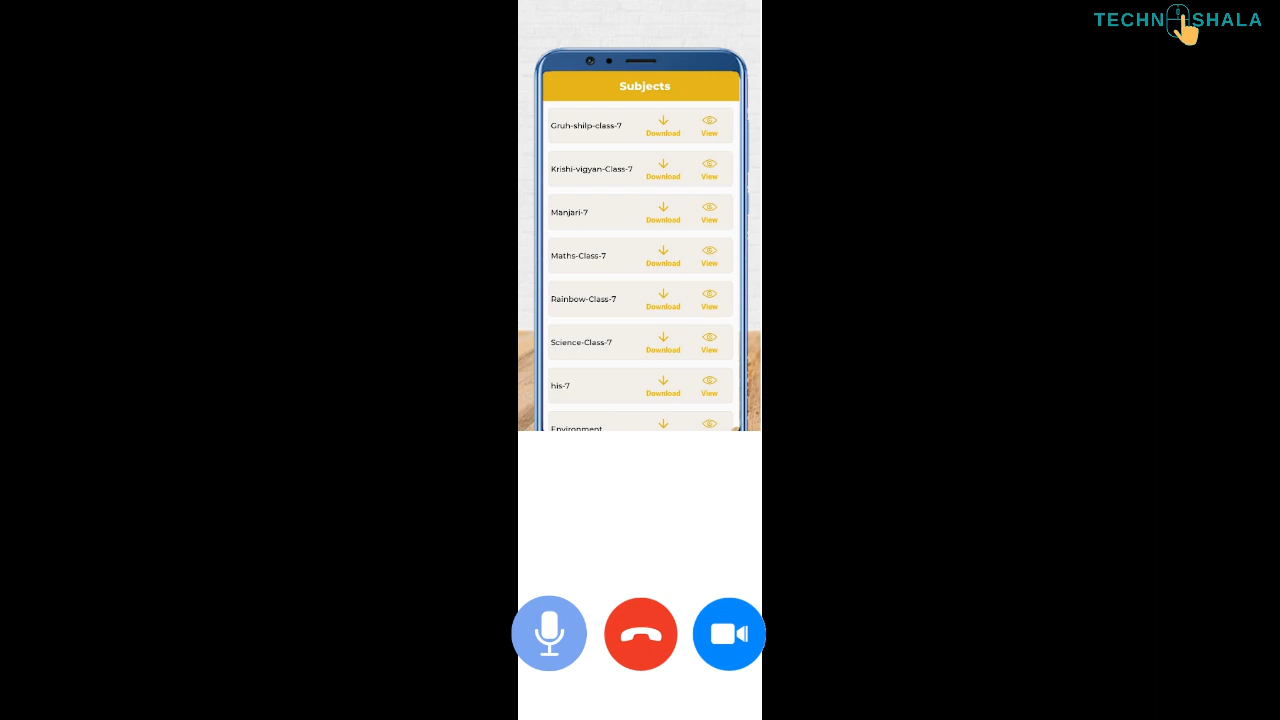 TECHNOSHALA
Subjects
Gruh-shilp-class-7
Download
View
Krishi-vigyan-Class-7
Download
View
Manjari-7
Download
View
Maths-Class-7
Download
View
Rainbow-Class-7
Download
View
Science-Class-7
Download
View
his-7
Download
View
Environment